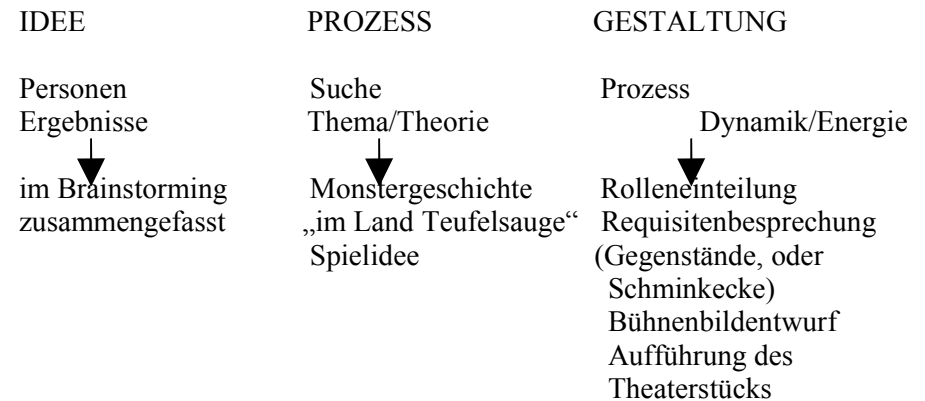 IDEE PROZESS GESTALTUNG
Personen Suche Prozess
Ergebnisse Thema/Theorie Dynamik/Energie
im Brainstorming Monstergeschichte Rolleneinteilung
zusammengefasst „im Land Teufelsauge“ Requisitenbesprechung
Spielidee (Gegenstände, oder
Schminkecke)
Bühnenbildentwurf
Aufführung des
Theaterstücks